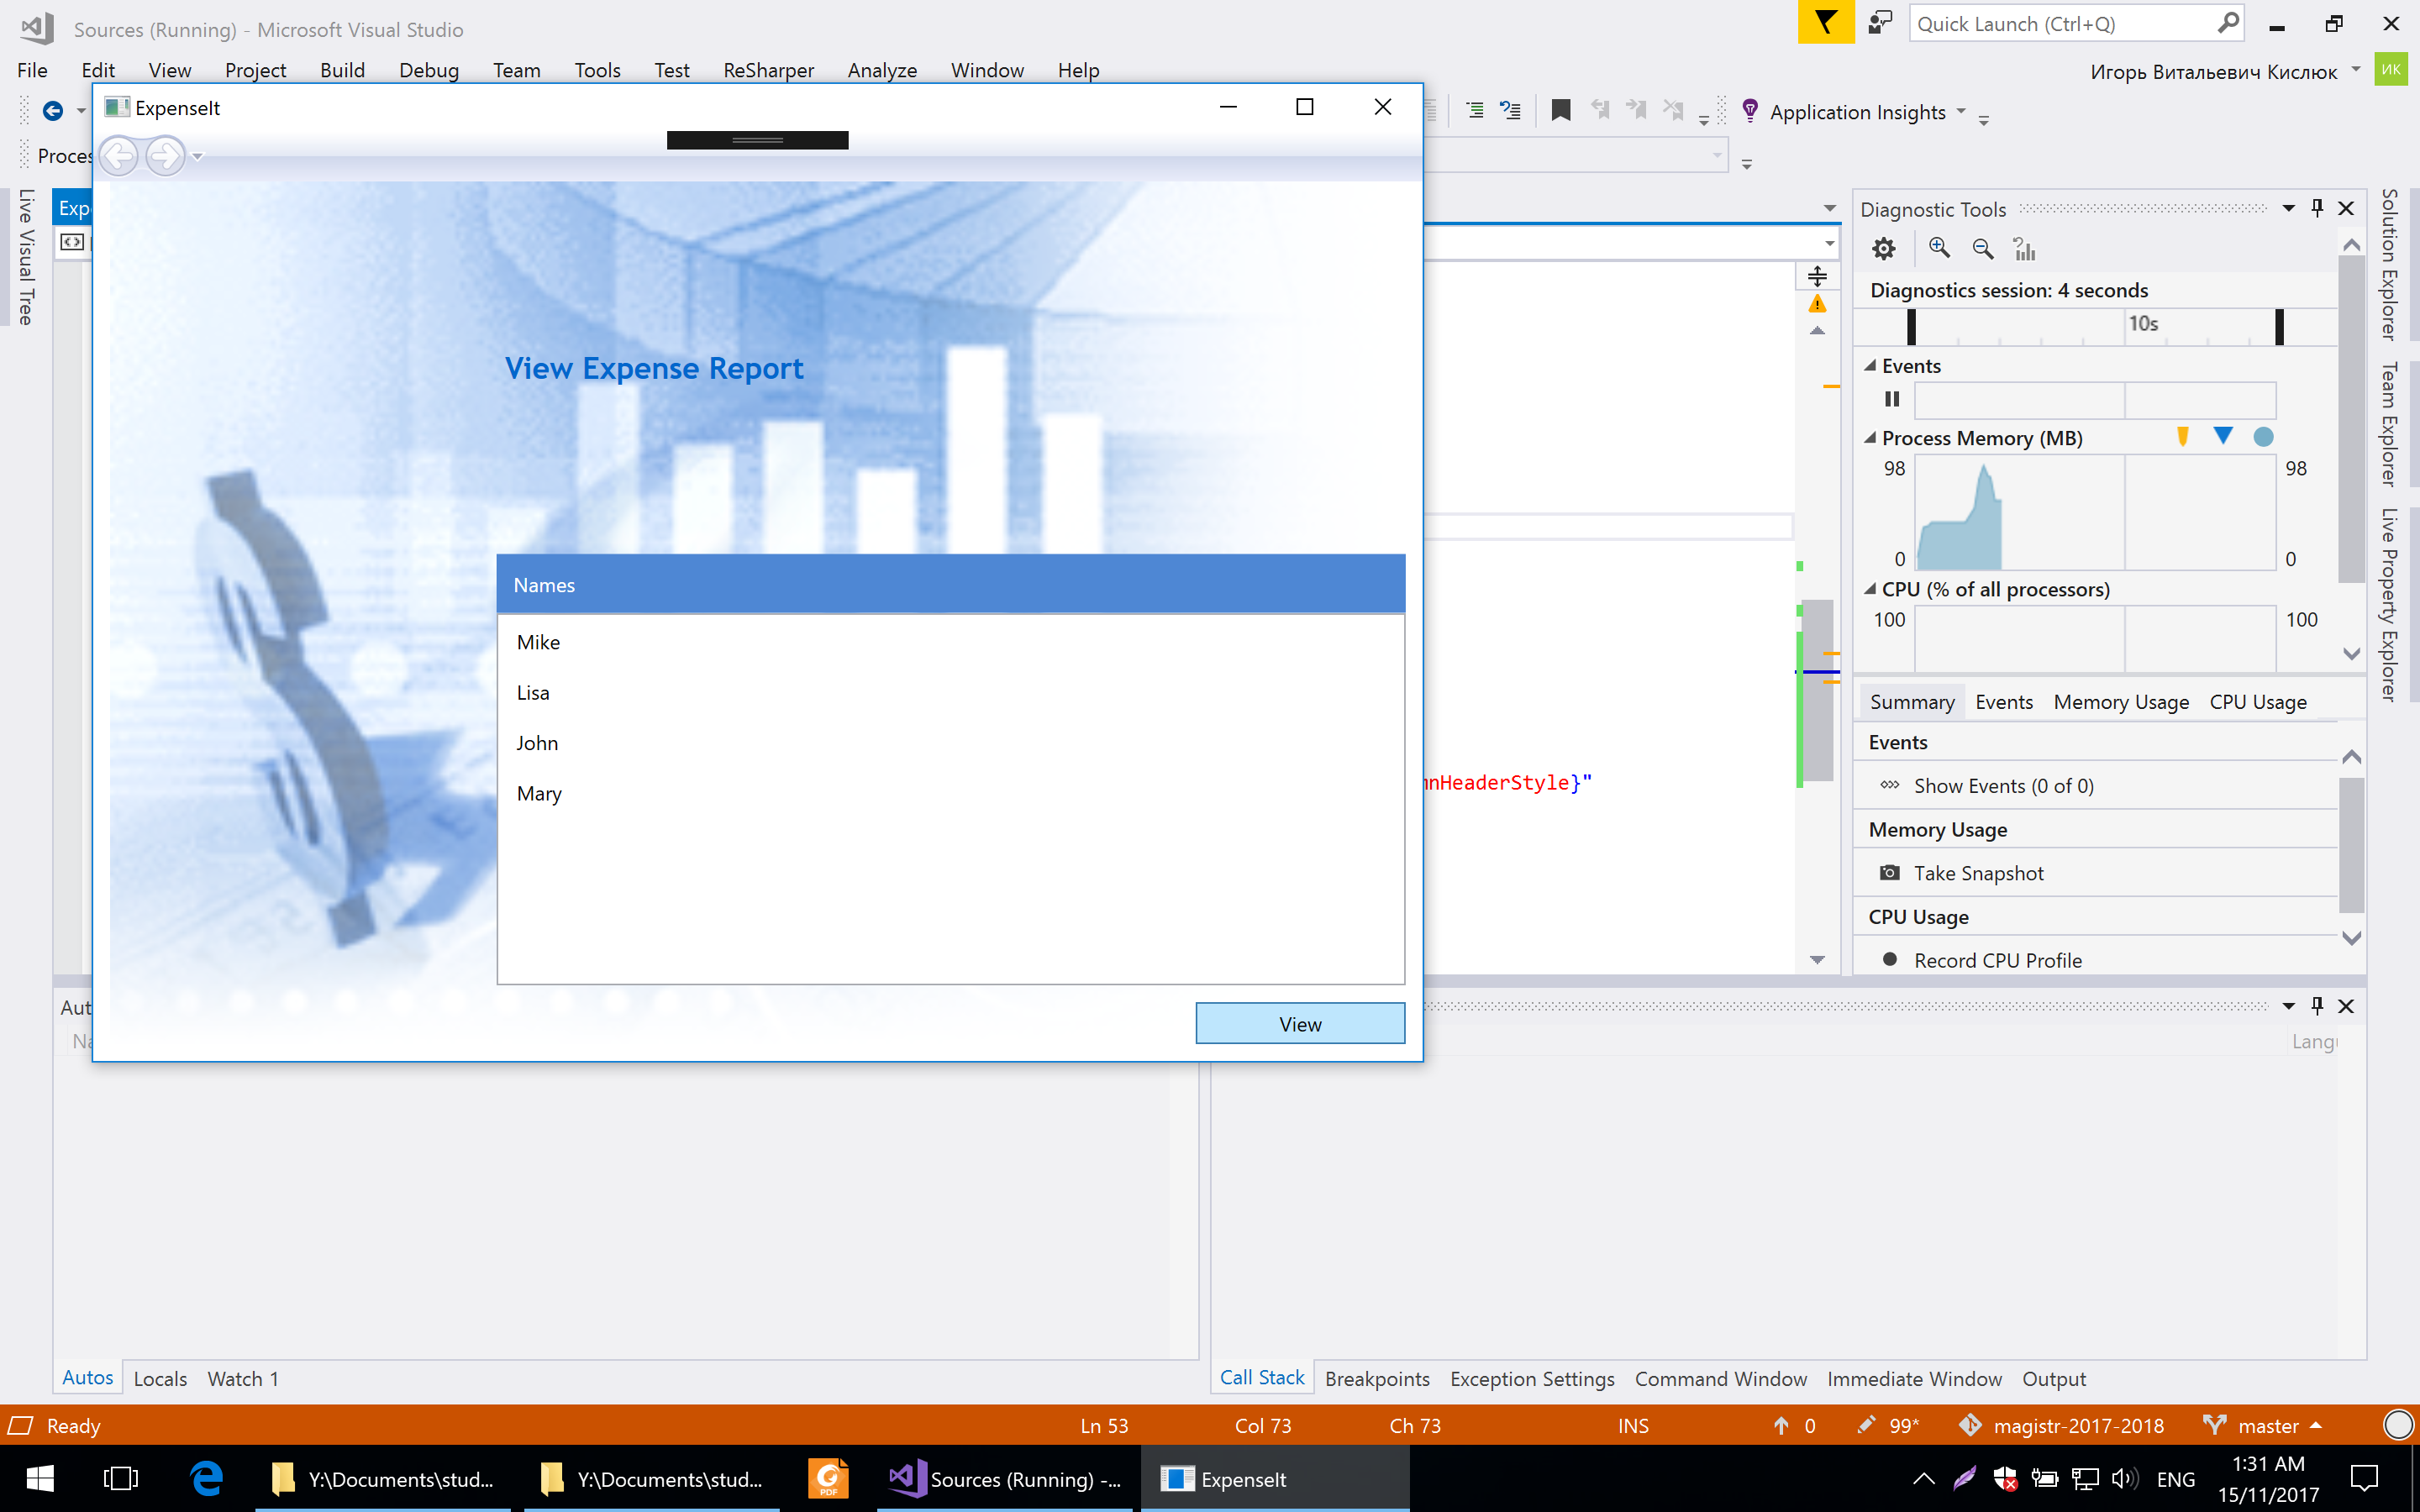 Sources (Running) - Microsoft Visual Studio
Quick Launch (Ctrl+Q)
File Edit View Project Build Debug Team Tools Test ReSharper Analyze Window Help
Игорь Витальевич Кислюк
ИК
ExpenseIt
Application Insights
Live Visual Tree
View Expense Report
Names
Mike
Lisa
John
Mary
View
nHeaderStyle}"
Diagnostic Tools
Diagnostics session: 4 seconds
10s
Events
Process Memory (MB)
98 98
0 0
CPU (% of all processors)
100 100
Summary Events Memory Usage CPU Usage
Events
Show Events (0 of 0)
Memory Usage
Take Snapshot
CPU Usage
Record CPU Profile
Solution Explorer
Team Explorer
Live Property Explorer
Autos Locals Watch 1
Call Stack Breakpoints Exception Settings Command Window Immediate Window Output
Ready Ln 53 Col 73 Ch 73 INS 0 99* magistr-2017-2018 master
Y:\Documents\stud...
Y:\Documents\stud...
PDF
Sources (Running) -...
ExpenseIt
ENG
1:31 AM
15/11/2017